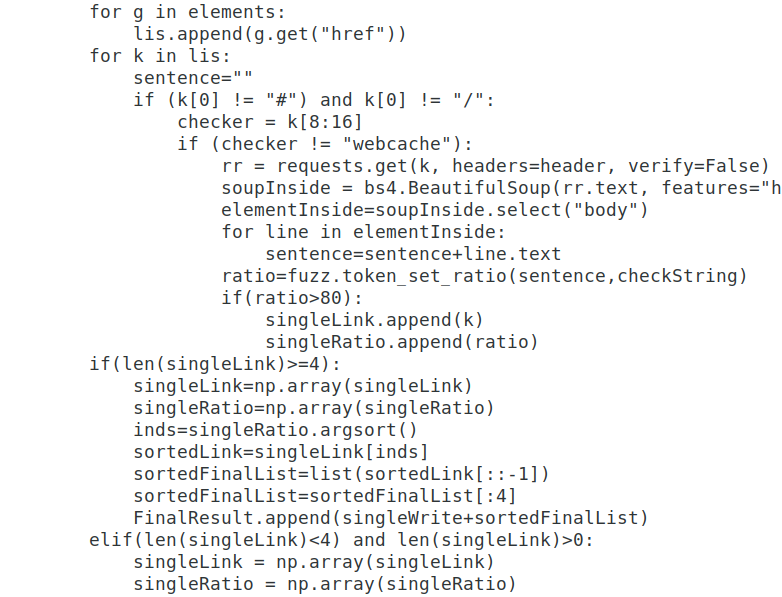 for g in elements:
    lis.append(g.get("href"))
for k in lis:
    sentence=""
    if (k[0] != "#") and k[0] != "/":
        checker = k[8:16]
        if (checker != "webcache"):
            rr = requests.get(k, headers=header, verify=False)
            soupInside = bs4.BeautifulSoup(rr.text, features="h
            elementInside=soupInside.select("body")
            for line in elementInside:
                sentence=sentence+line.text
            ratio=fuzz.token_set_ratio(sentence,checkString)
            if(ratio>80):
                singleLink.append(k)
                singleRatio.append(ratio)
if(len(singleLink)>=4):
    singleLink=np.array(singleLink)
    singleRatio=np.array(singleRatio)
    inds=singleRatio.argsort()
    sortedLink=singleLink[inds]
    sortedFinalList=list(sortedLink[::-1])
    sortedFinalList=sortedFinalList[:4]
    FinalResult.append(singleWrite+sortedFinalList)
elif(len(singleLink)<4) and len(singleLink)>0:
    singleLink = np.array(singleLink)
    singleRatio = np.array(singleRatio)